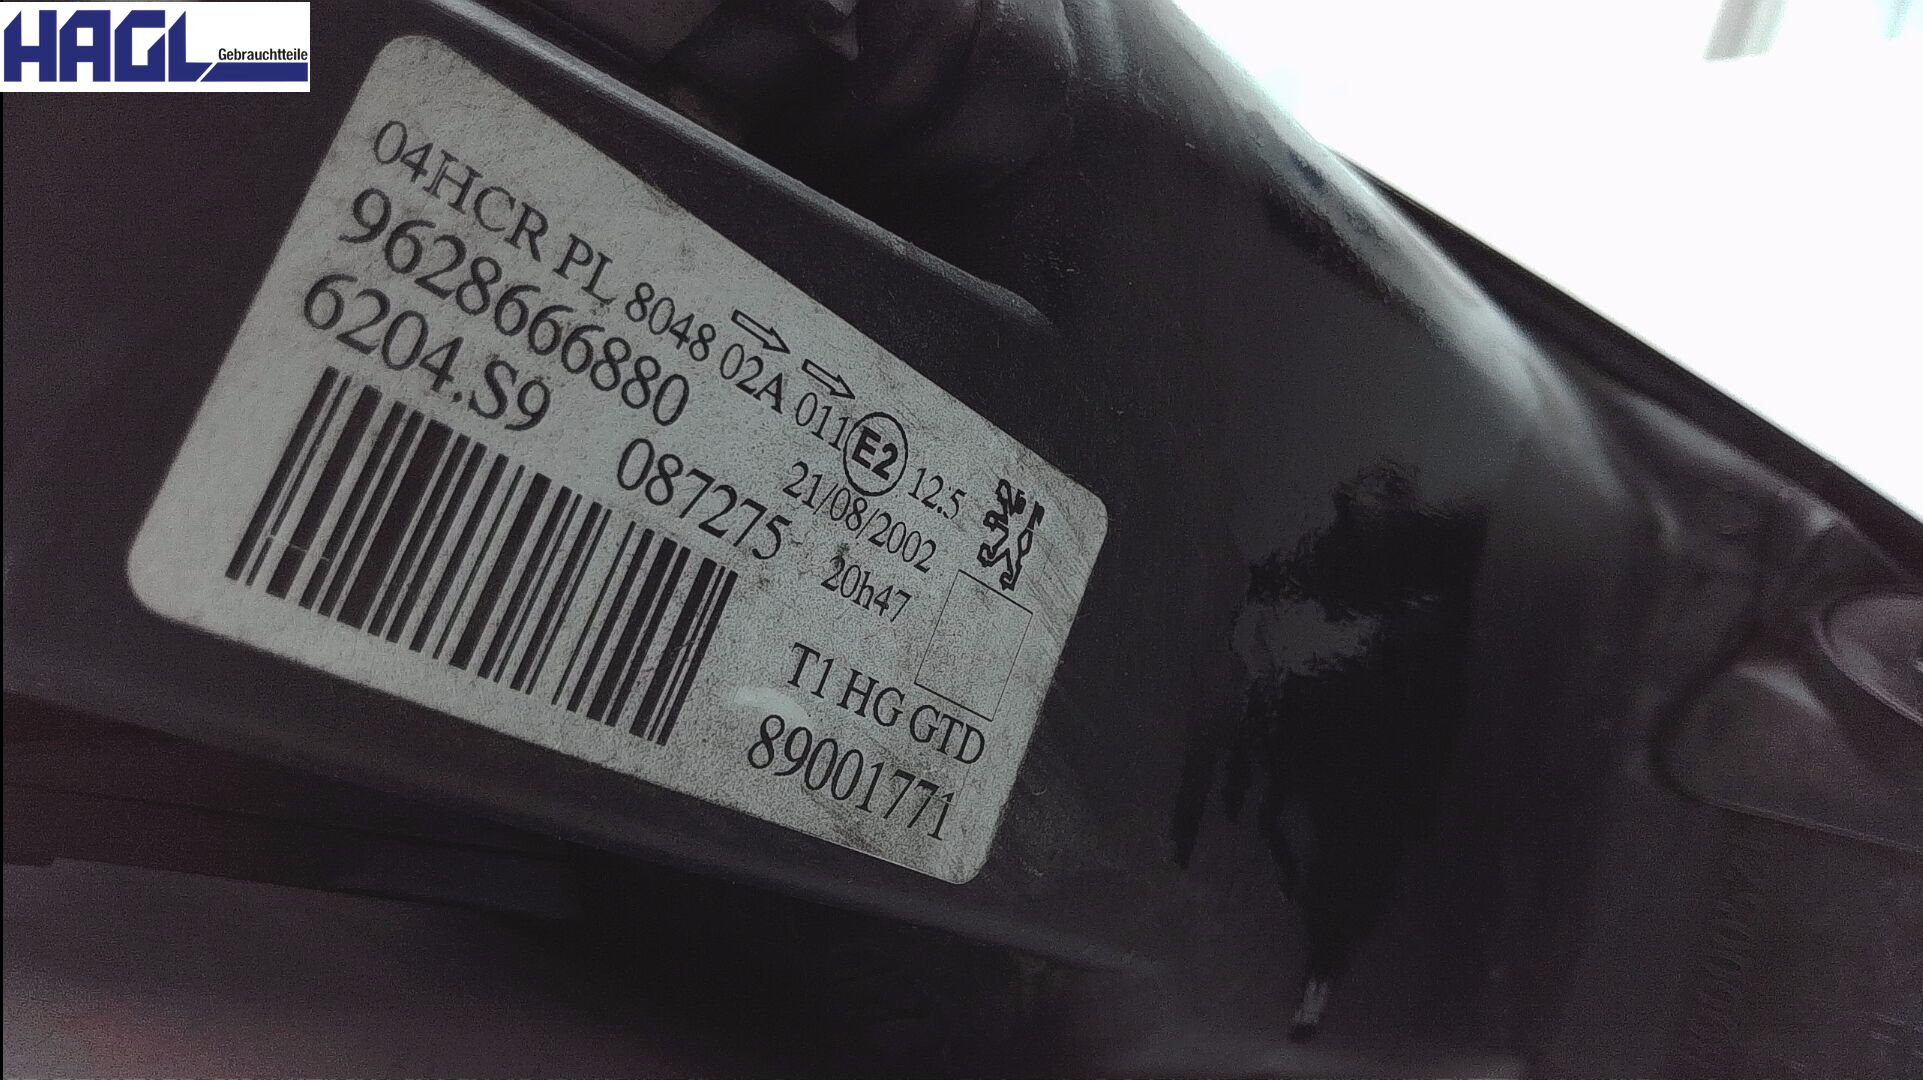 HAGL Gebrauchtteile
04HCR PL 8048 02A 011 E2 12.5
9628666880 21/08/2002
6204.S9 087275 20h47
T1 HG GTD
89001771